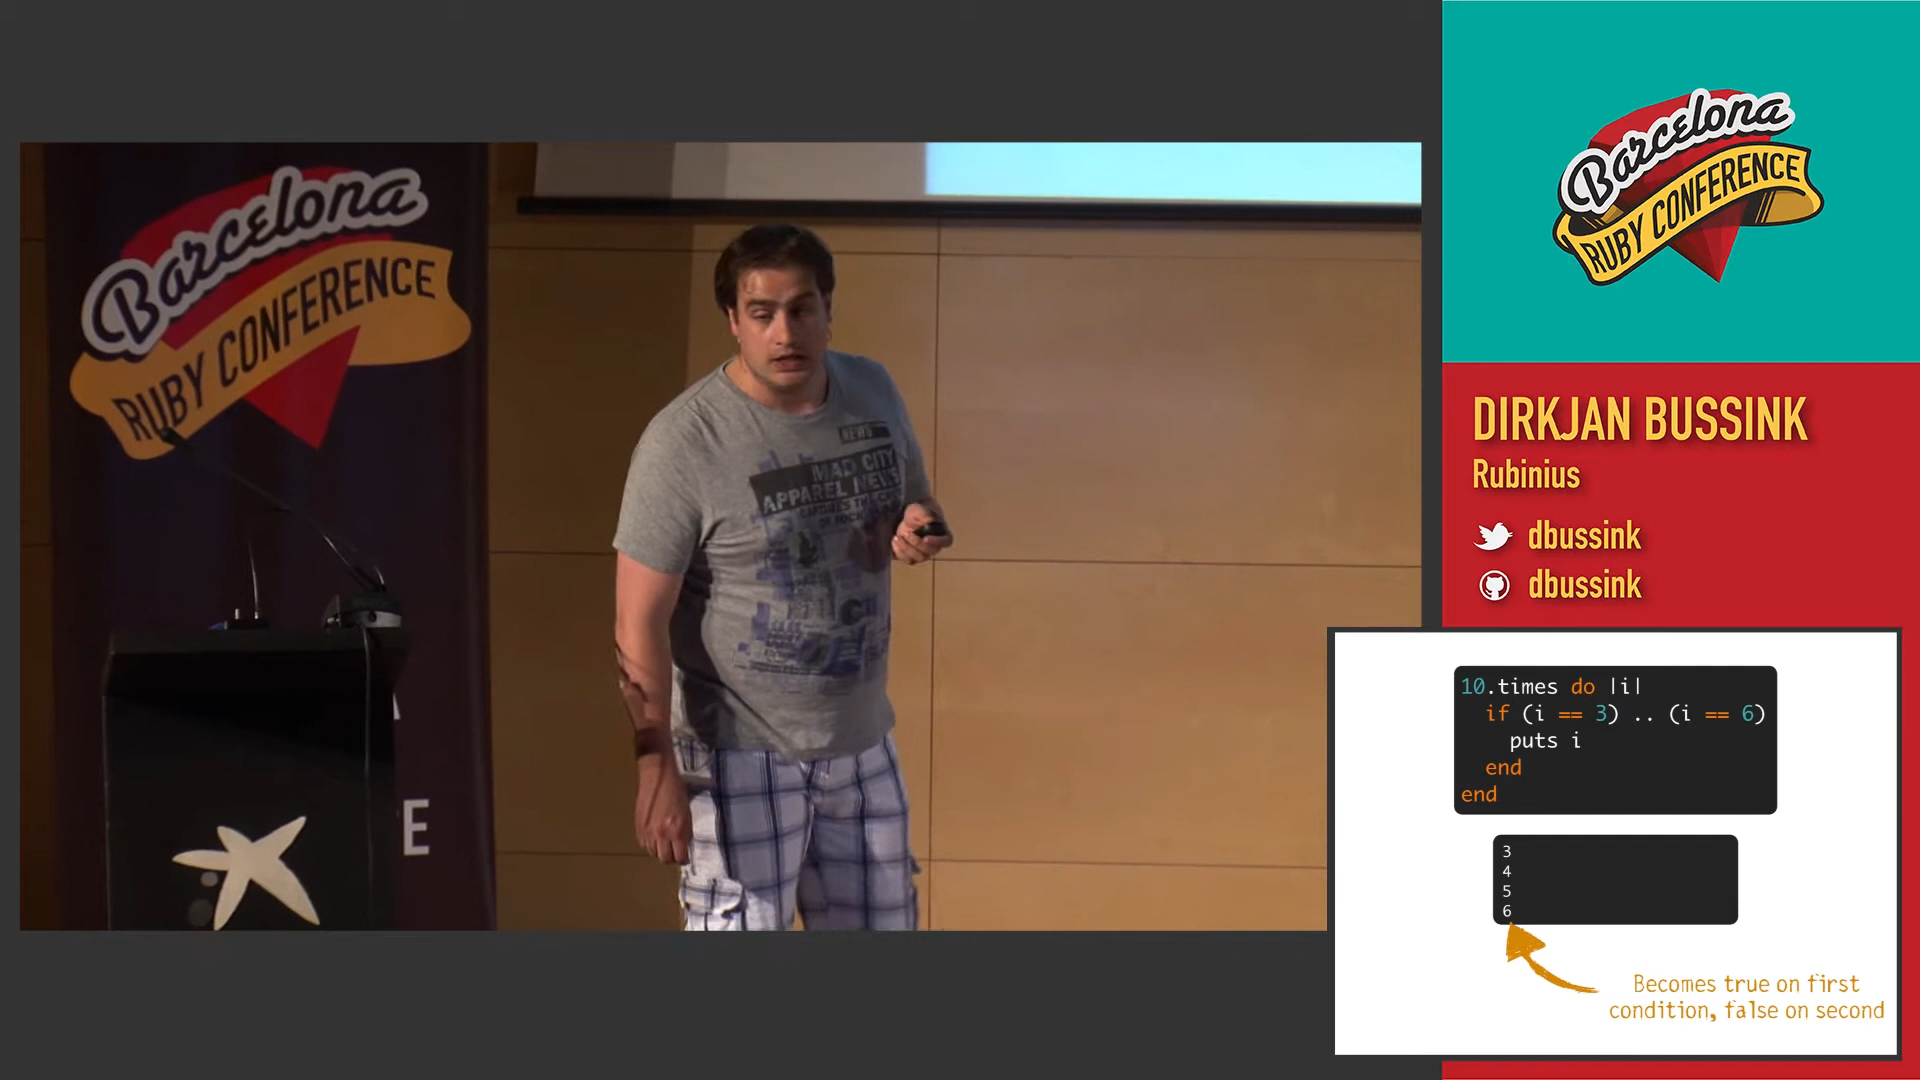 Barcelona
RUBY CONFERENCE
E
NEWS
MAD CITY
APPAREL NEWS
Barcelona
RUBY CONFERENCE
DIRKJAN BUSSINK
Rubinius
dbussink
dbussink
10.times do |i|
  if (i == 3) .. (i == 6)
    puts i
  end
end
3
4
5
6
Becomes true on first
condition, false on second